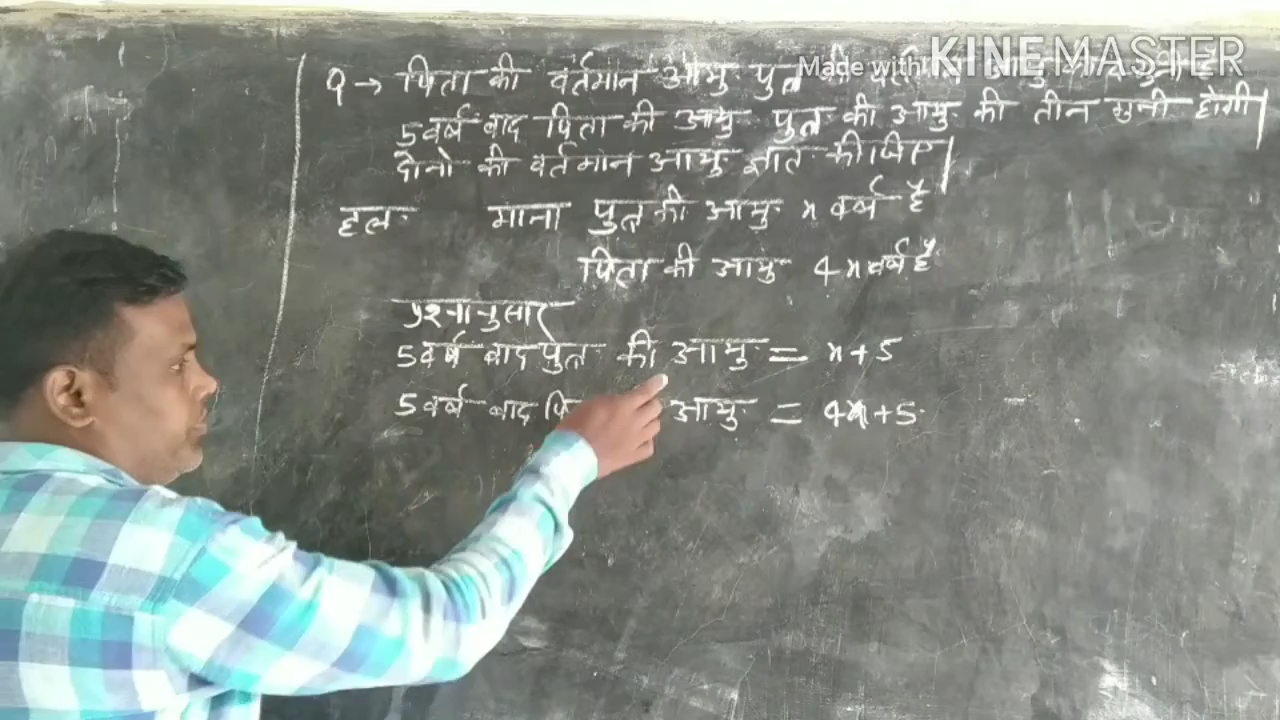 Made with KINEMASTER
Q → पिता की वर्तमान आयु पुत्र की
5 वर्ष बाद पिता की आयु पुत्र की आयु की तीन गुनी होगी|
दोनो की वर्तमान आयु ज्ञात कीजिए|
हल माना पुत्र की आयु x वर्ष है
पिता की आयु 4x वर्ष है
प्रश्नानुसार
5 वर्ष बाद पुत्र की आयु = x + 5
5 वर्ष बाद आयु = 4x + 5